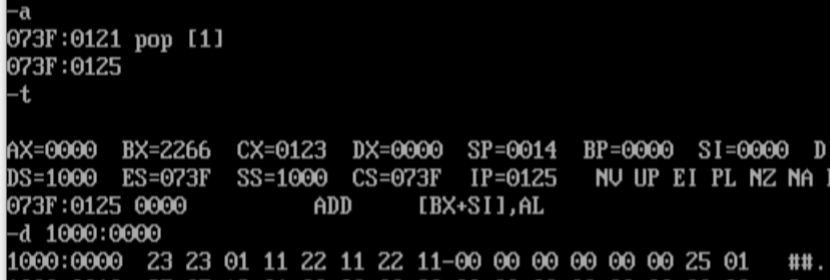 -a
073F:0121 pop [1]
073F:0125
-t
AX=0000 BX=2266 CX=0123 DX=0000 SP=0014 BP=0000 SI=0000 D
DS=1000 ES=073F SS=1000 CS=073F IP=0125 NV UP EI PL NZ NA
073F:0125 0000 ADD [BX+SI],AL
-d 1000:0000
1000:0000 23 23 01 11 22 11 22 11-00 00 00 00 00 00 25 01 ##.